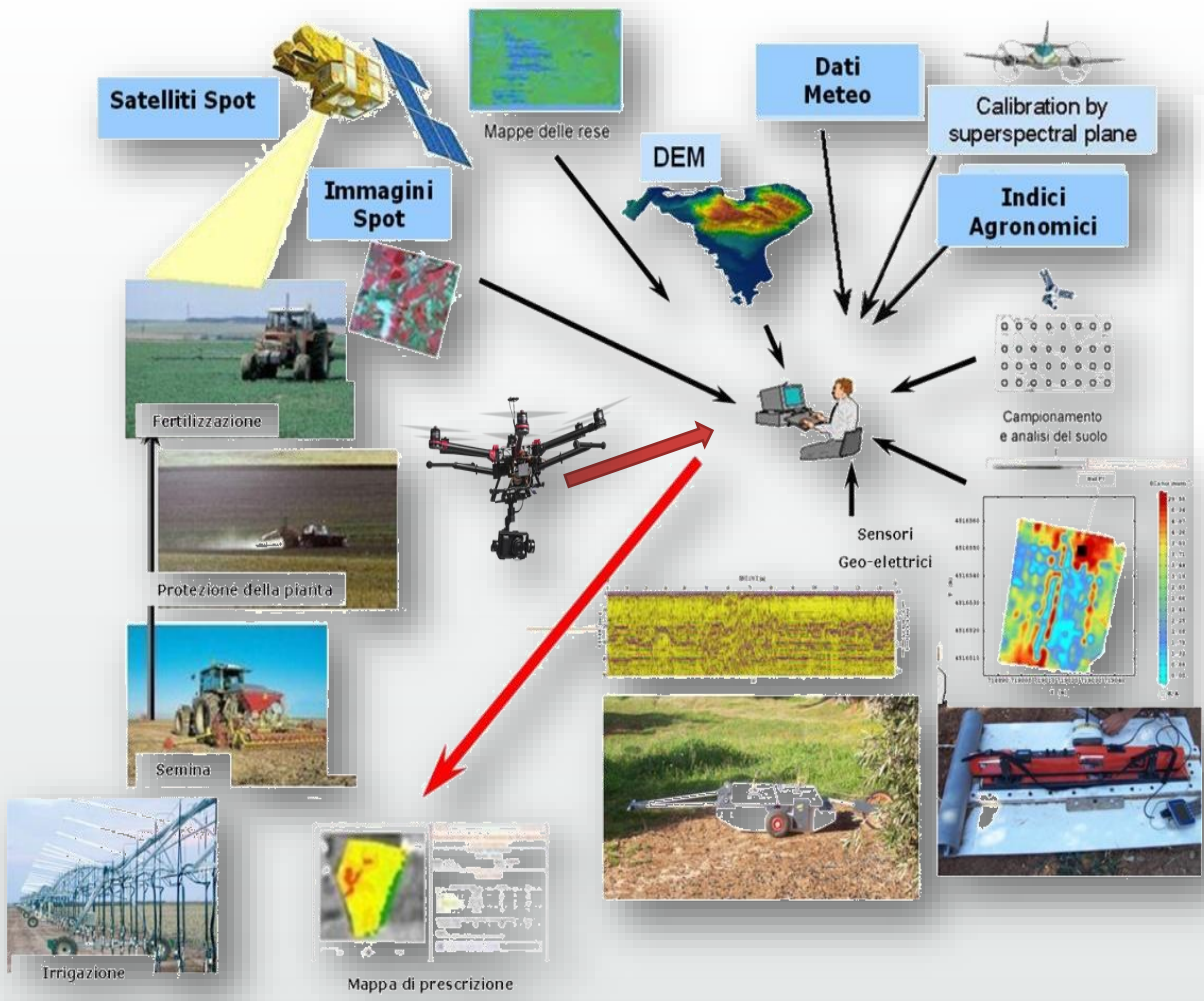 Satelliti Spot
Mappe delle rese
Dati
Meteo
Calibration by
superspectral plane
DEM
Immagini
Spot
Indici
Agronomici
Fertilizzazione
Campionamento
e analisi del suolo
Sensori
Geo-elettrici
Protezione della pianta
Semina
Irrigazione
Mappa di prescrizione